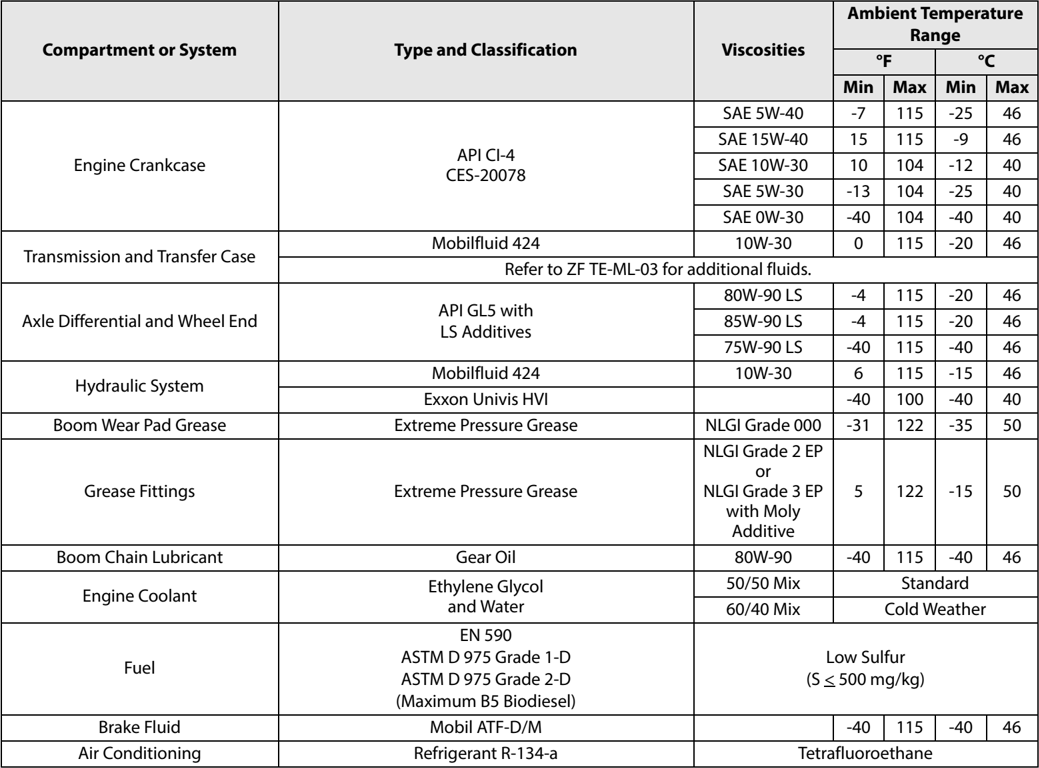 Compartment or System Type and Classification Viscosities Ambient Temperature Range
°F °C
Min Max Min Max
Engine Crankcase
API CI-4
CES-20078
SAE 5W-40 -7 115 -25 46
SAE 15W-40 15 115 -9 46
SAE 10W-30 10 104 -12 40
SAE 5W-30 -13 104 -25 40
SAE 0W-30 -40 104 -40 40
Transmission and Transfer Case
Mobilfluid 424 10W-30 0 115 -20 46
Refer to ZF TE-ML-03 for additional fluids.
Axle Differential and Wheel End
API GL5 with
LS Additives
80W-90 LS -4 115 -20 46
85W-90 LS -4 115 -20 46
75W-90 LS -40 115 -40 46
Hydraulic System
Mobilfluid 424 10W-30 6 115 -15 46
Exxon Univis HVI -40 100 -40 40
Boom Wear Pad Grease Extreme Pressure Grease NLGI Grade 000 -31 122 -35 50
Grease Fittings Extreme Pressure Grease
NLGI Grade 2 EP
or
NLGI Grade 3 EP
with Moly
Additive
5 122 -15 50
Boom Chain Lubricant Gear Oil 80W-90 -40 115 -40 46
Engine Coolant
Ethylene Glycol
and Water
50/50 Mix Standard
60/40 Mix Cold Weather
Fuel
EN 590
ASTM D 975 Grade 1-D
ASTM D 975 Grade 2-D
(Maximum B5 Biodiesel)
Low Sulfur
(S ≤ 500 mg/kg)
Brake Fluid Mobil ATF-D/M -40 115 -40 46
Air Conditioning Refrigerant R-134-a Tetrafluoroethane